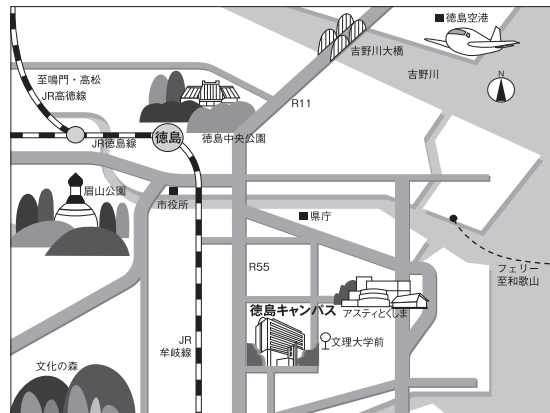 徳島空港
吉野川大橋
吉野川
N
至鳴門・高松
JR高徳線
R11
徳島
徳島中央公園
JR徳島線
眉山公園
市役所
県庁
フェリー
至和歌山
R55
徳島キャンパス
アスティとくしま
文理大学前
JR
牟岐線
文化の森